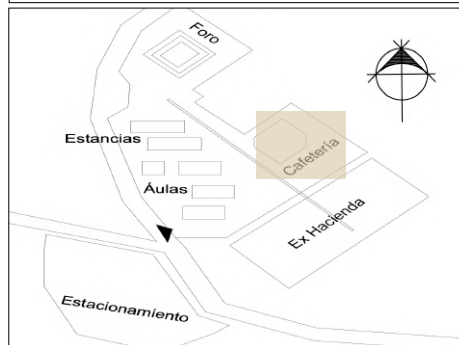 Foro
Estancias
Cafetería
Áulas
Ex Hacienda
Estacionamiento